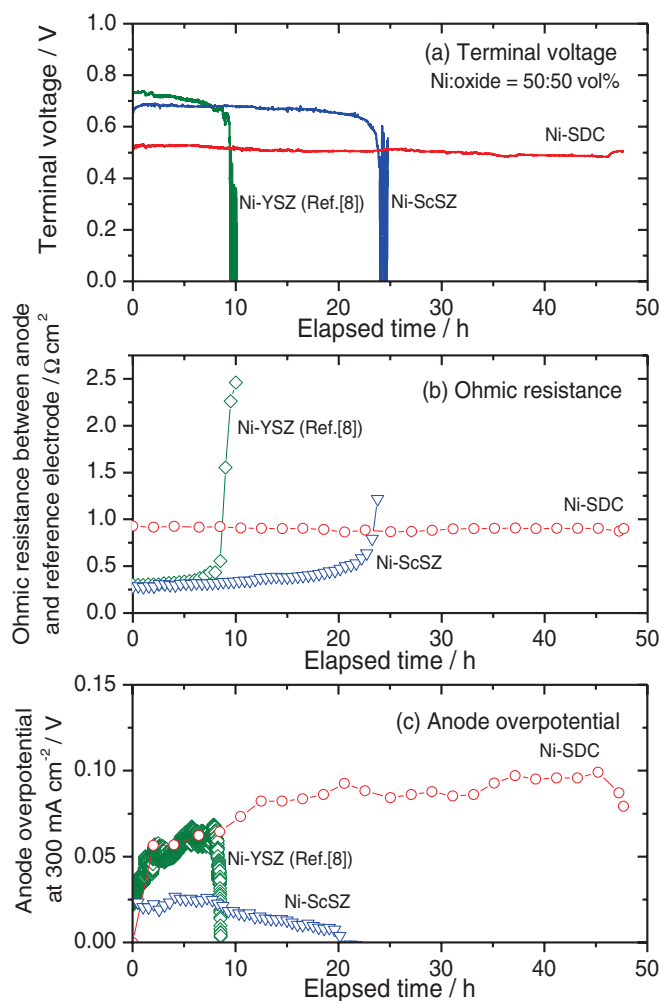 (a) Terminal voltage
Ni:oxide = 50:50 vol%
Terminal voltage / V
1.0
0.8
0.6
0.4
0.2
0.0
Ni-SDC
Ni-YSZ (Ref.[8])
Ni-ScSZ
0 10 20 30 40 50
Elapsed time / h
(b) Ohmic resistance
Ohmic resistance between anode
and reference electrode / Ω cm²
2.5
2.0
1.5
1.0
0.5
0.0
Ni-YSZ (Ref.[8])
Ni-SDC
Ni-ScSZ
0 10 20 30 40 50
Elapsed time / h
(c) Anode overpotential
Anode overpotential
at 300 mA cm⁻² / V
0.15
0.10
0.05
0.00
Ni-SDC
Ni-YSZ (Ref.[8])
Ni-ScSZ
0 10 20 30 40 50
Elapsed time / h